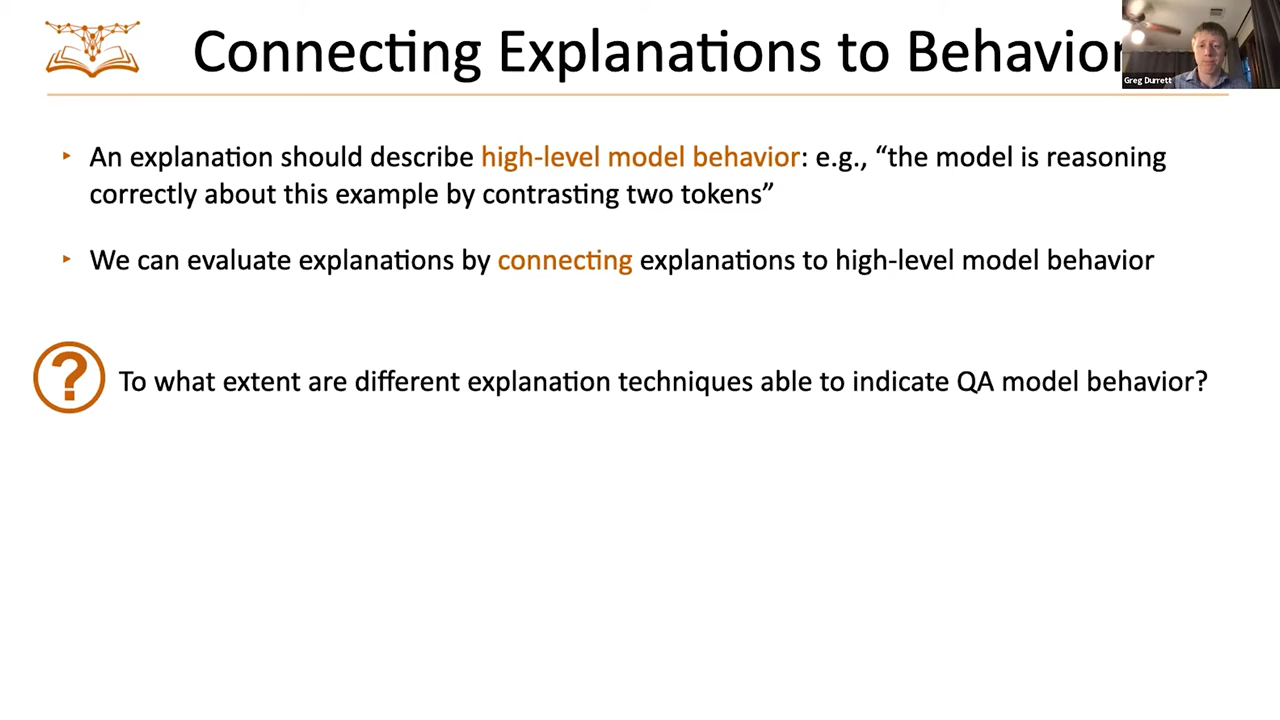 Connecting Explanations to Behavior
Greg Durrett
‣ An explanation should describe high-level model behavior: e.g., “the model is reasoning
correctly about this example by contrasting two tokens”
‣ We can evaluate explanations by connecting explanations to high-level model behavior
? To what extent are different explanation techniques able to indicate QA model behavior?